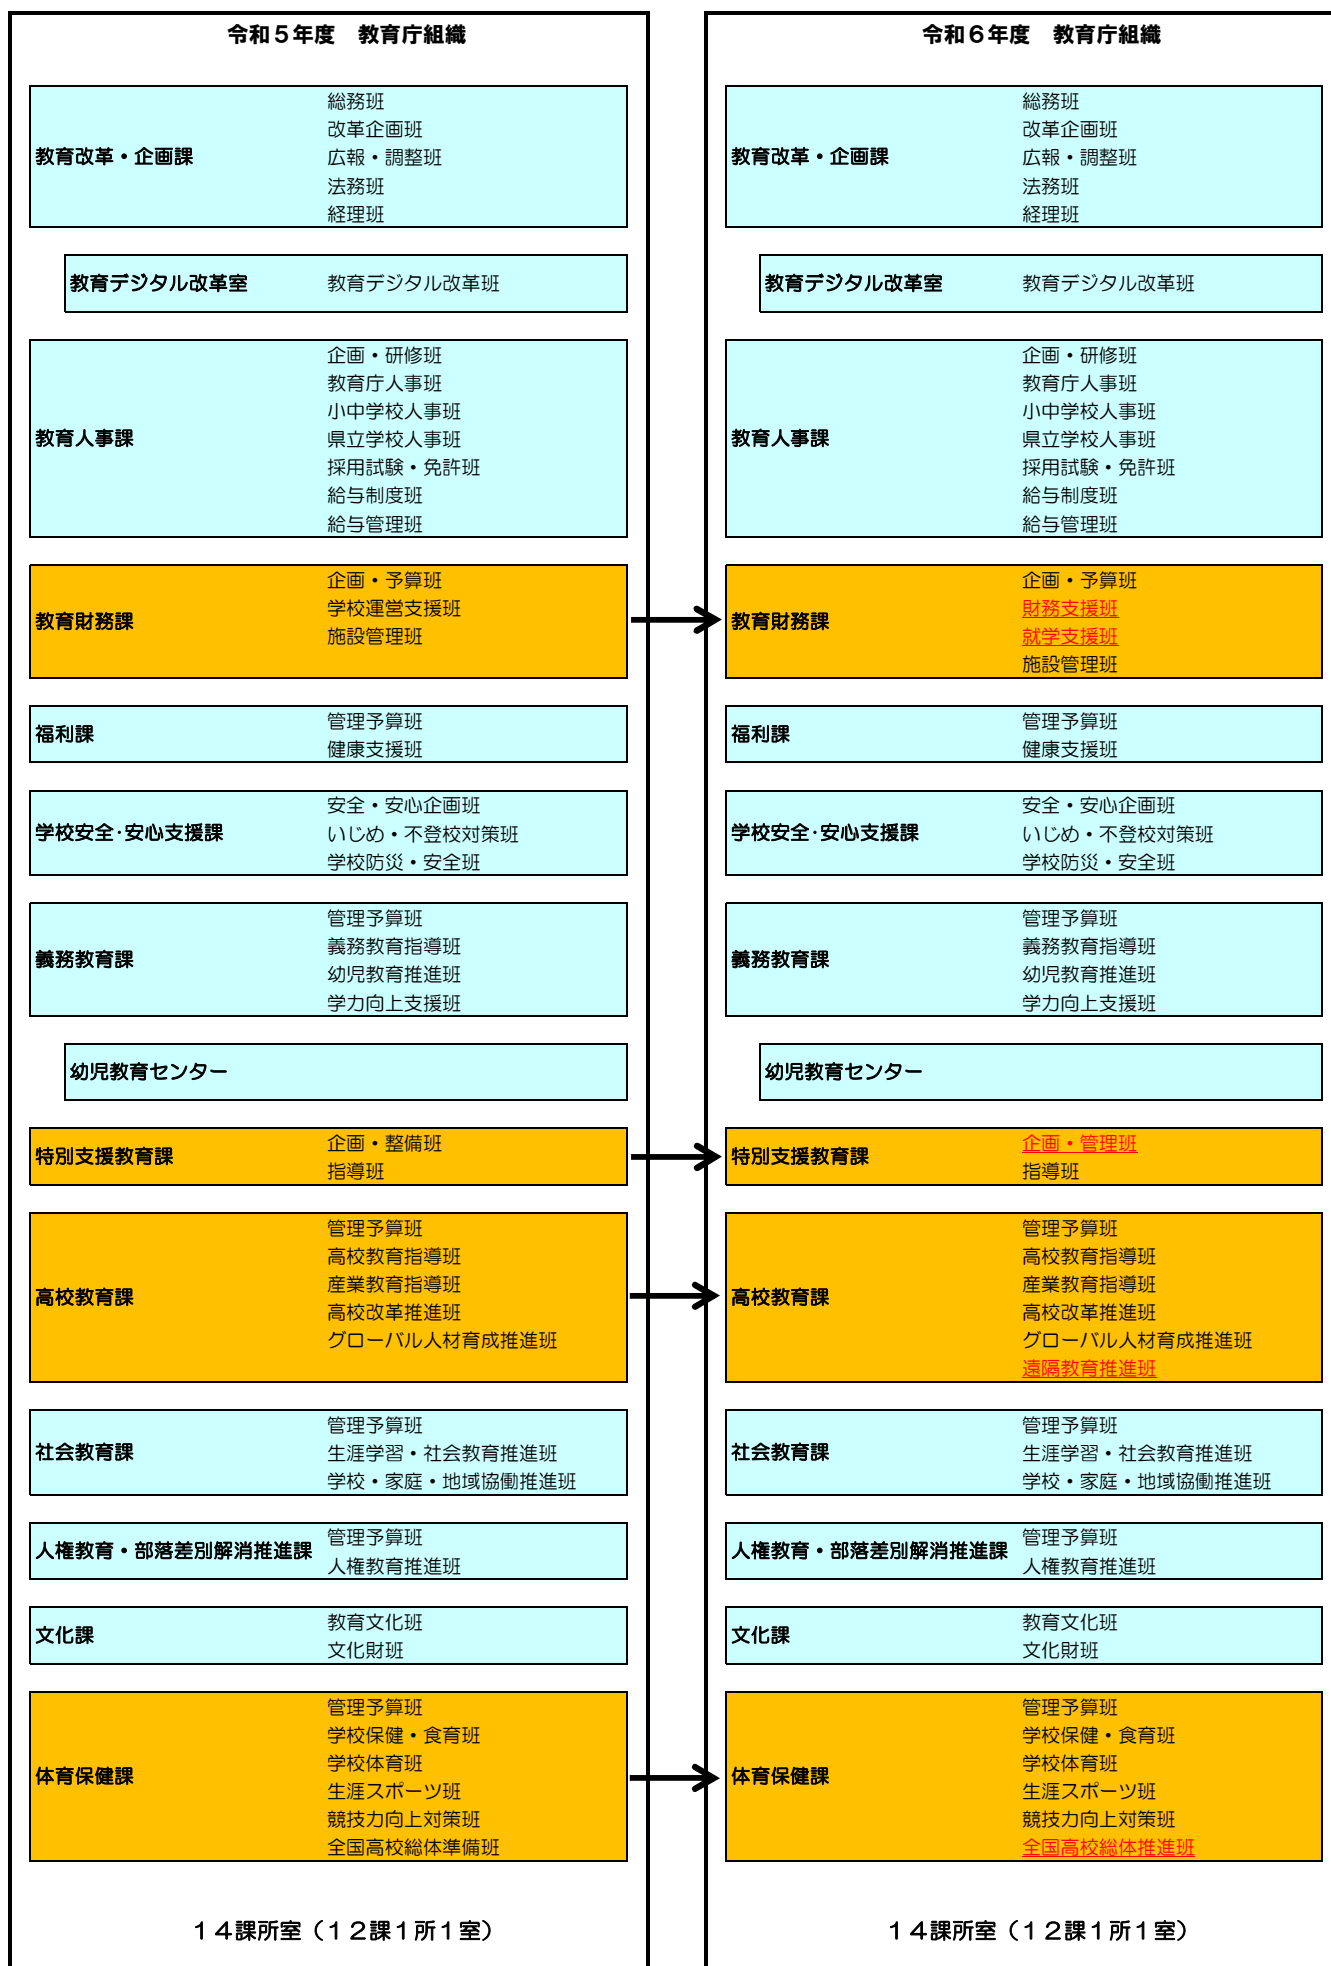 令和５年度　教育庁組織
教育改革・企画課
総務班
改革企画班
広報・調整班
法務班
経理班
教育デジタル改革室
教育デジタル改革班
教育人事課
企画・研修班
教育庁人事班
小中学校人事班
県立学校人事班
採用試験・免許班
給与制度班
給与管理班
教育財務課
企画・予算班
学校運営支援班
施設管理班
福利課
管理予算班
健康支援班
学校安全･安心支援課
安全・安心企画班
いじめ・不登校対策班
学校防災・安全班
義務教育課
管理予算班
義務教育指導班
幼児教育推進班
学力向上支援班
幼児教育センター
特別支援教育課
企画・整備班
指導班
高校教育課
管理予算班
高校教育指導班
産業教育指導班
高校改革推進班
グローバル人材育成推進班
社会教育課
管理予算班
生涯学習・社会教育推進班
学校・家庭・地域協働推進班
人権教育・部落差別解消推進課
管理予算班
人権教育推進班
文化課
教育文化班
文化財班
体育保健課
管理予算班
学校保健・食育班
学校体育班
生涯スポーツ班
競技力向上対策班
全国高校総体準備班
１４課所室（１２課１所１室）
令和６年度　教育庁組織
教育改革・企画課
総務班
改革企画班
広報・調整班
法務班
経理班
教育デジタル改革室
教育デジタル改革班
教育人事課
企画・研修班
教育庁人事班
小中学校人事班
県立学校人事班
採用試験・免許班
給与制度班
給与管理班
教育財務課
企画・予算班
財務支援班
就学支援班
施設管理班
福利課
管理予算班
健康支援班
学校安全･安心支援課
安全・安心企画班
いじめ・不登校対策班
学校防災・安全班
義務教育課
管理予算班
義務教育指導班
幼児教育推進班
学力向上支援班
幼児教育センター
特別支援教育課
企画・管理班
指導班
高校教育課
管理予算班
高校教育指導班
産業教育指導班
高校改革推進班
グローバル人材育成推進班
遠隔教育推進班
社会教育課
管理予算班
生涯学習・社会教育推進班
学校・家庭・地域協働推進班
人権教育・部落差別解消推進課
管理予算班
人権教育推進班
文化課
教育文化班
文化財班
体育保健課
管理予算班
学校保健・食育班
学校体育班
生涯スポーツ班
競技力向上対策班
全国高校総体推進班
１４課所室（１２課１所１室）